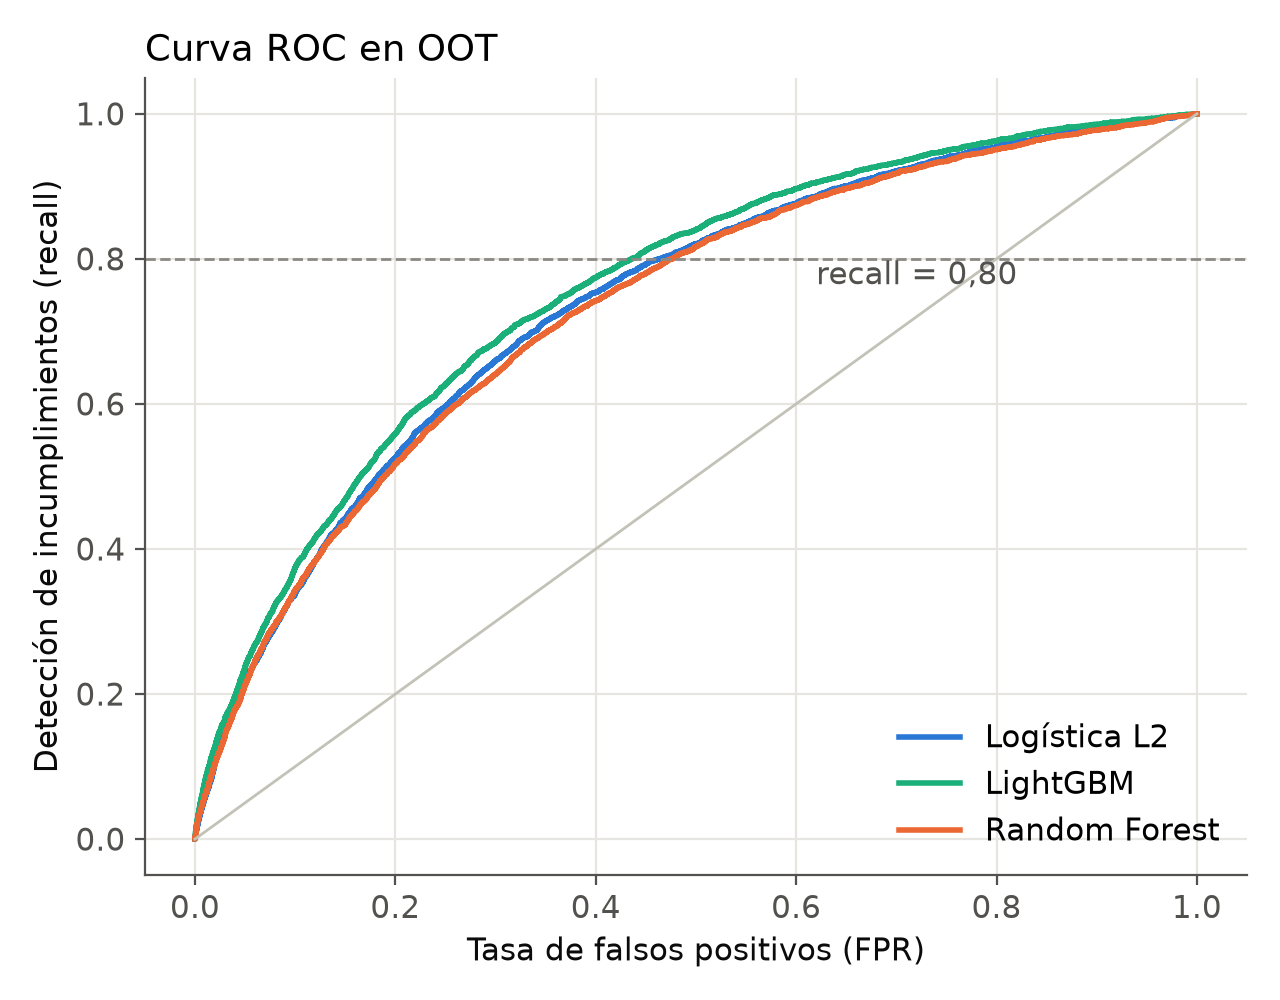 Curva ROC en OOT
Detección de incumplimientos (recall)
1.0
0.8
0.6
0.4
0.2
0.0
recall = 0,80
Logística L2
LightGBM
Random Forest
0.0 0.2 0.4 0.6 0.8 1.0
Tasa de falsos positivos (FPR)